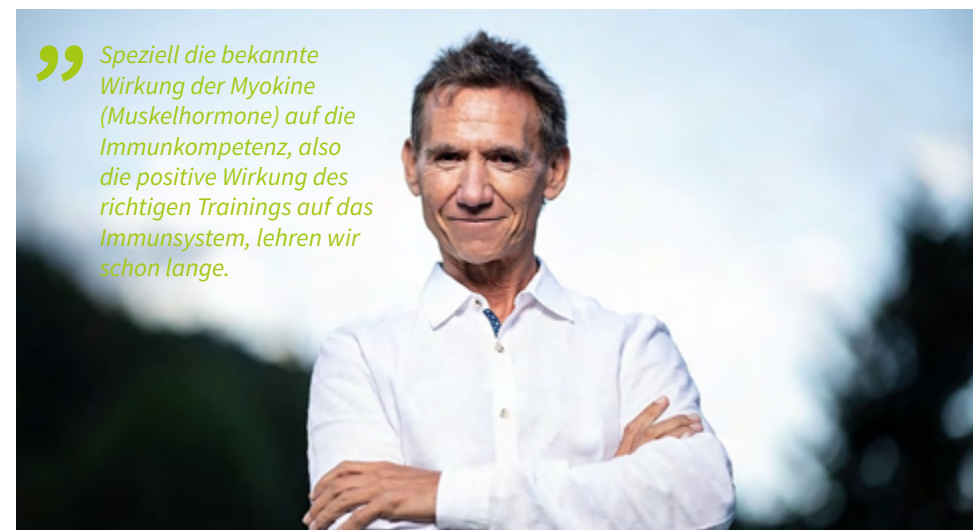 ” Speziell die bekannte
Wirkung der Myokine
(Muskelhormone) auf die
Immunkompetenz, also
die positive Wirkung des
richtigen Trainings auf das
Immunsystem, lehren wir
schon lange.